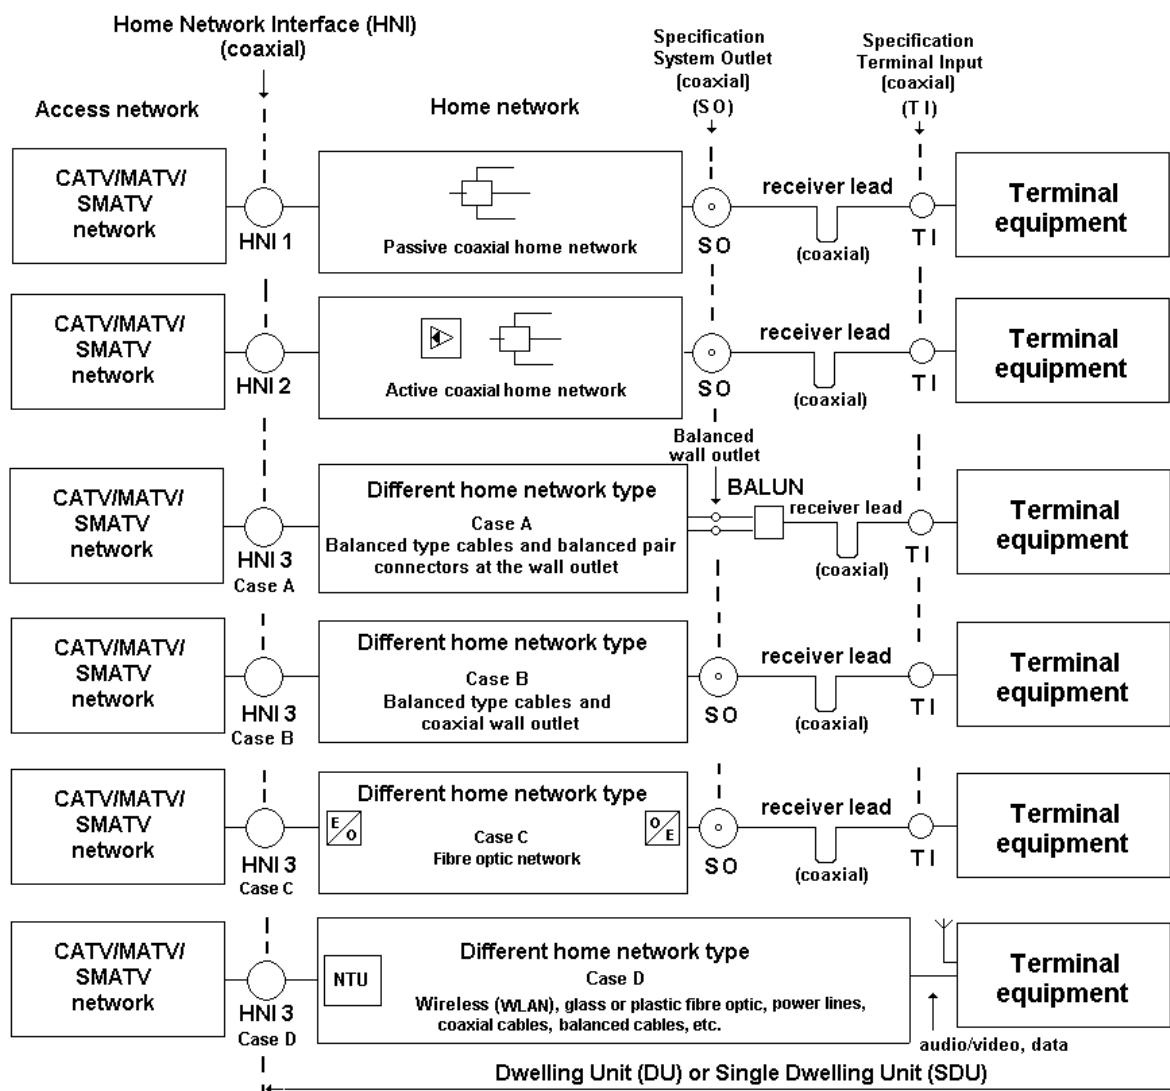 Home Network Interface (HNI)
(coaxial)
Specification
System Outlet
(coaxial)
(SO)
Specification
Terminal Input
(coaxial)
(TI)
Access network
Home network
CATV/MATV/
SMATV
network
HNI 1
Passive coaxial home network
SO
receiver lead
(coaxial)
TI
Terminal
equipment
CATV/MATV/
SMATV
network
HNI 2
Active coaxial home network
SO
receiver lead
(coaxial)
TI
Terminal
equipment
Balanced
wall outlet
CATV/MATV/
SMATV
network
HNI 3
Case A
Different home network type
Case A
Balanced type cables and balanced pair
connectors at the wall outlet
BALUN
receiver lead
(coaxial)
TI
Terminal
equipment
CATV/MATV/
SMATV
network
HNI 3
Case B
Different home network type
Case B
Balanced type cables and
coaxial wall outlet
SO
receiver lead
(coaxial)
TI
Terminal
equipment
CATV/MATV/
SMATV
network
HNI 3
Case C
Different home network type
E/O
Case C
Fibre optic network
O/E
SO
receiver lead
(coaxial)
TI
Terminal
equipment
CATV/MATV/
SMATV
network
HNI 3
Case D
NTU
Different home network type
Case D
Wireless (WLAN), glass or plastic fibre optic, power lines,
coaxial cables, balanced cables, etc.
audio/video, data
Terminal
equipment
Dwelling Unit (DU) or Single Dwelling Unit (SDU)